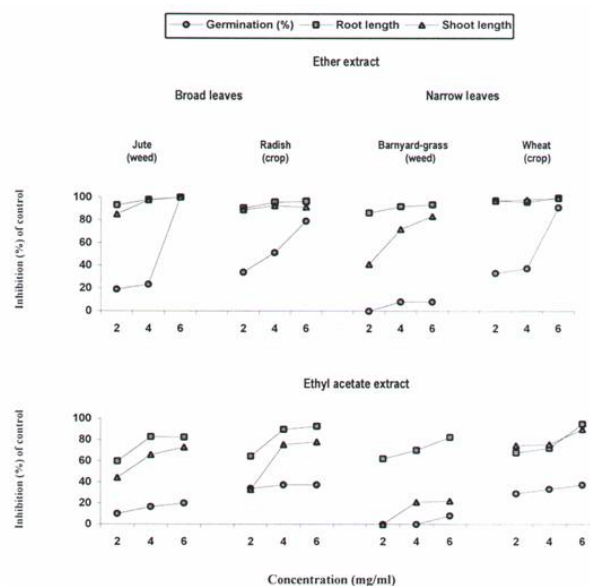 Germination (%) Root length Shoot length
Ether extract
Broad leaves Narrow leaves
Jute Radish Barnyard-grass Wheat
(weed) (crop) (weed) (crop)
Inhibition (%) of control
100
80
60
40
20
0
2 4 6 2 4 6 2 4 6 2 4 6
Ethyl acetate extract
Inhibition (%) of control
100
80
60
40
20
0
2 4 6 2 4 6 2 4 6 2 4 6
Concentration (mg/ml)